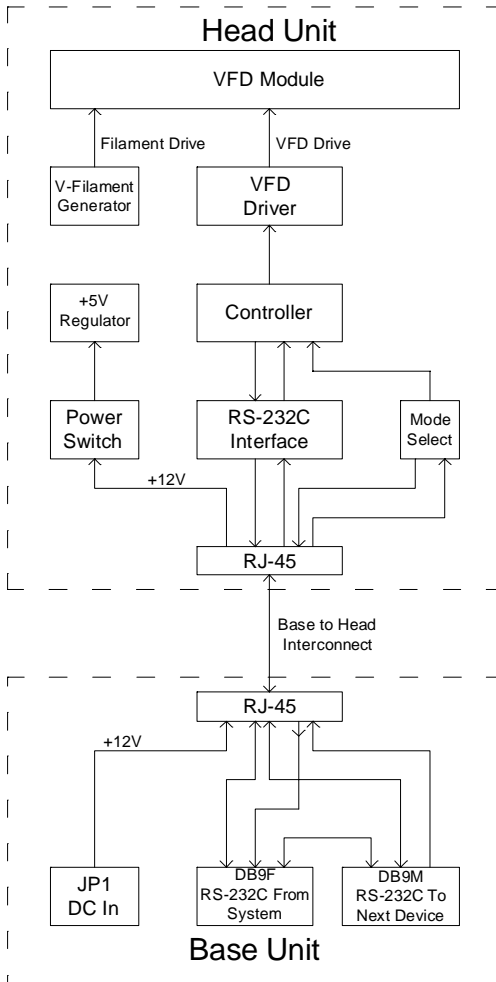 Head Unit
VFD Module
Filament Drive
VFD Drive
V-Filament
Generator
VFD
Driver
+5V
Regulator
Controller
Power
Switch
RS-232C
Interface
Mode
Select
+12V
RJ-45
Base to Head
Interconnect
RJ-45
+12V
JP1
DC In
DB9F
RS-232C From
System
DB9M
RS-232C To
Next Device
Base Unit